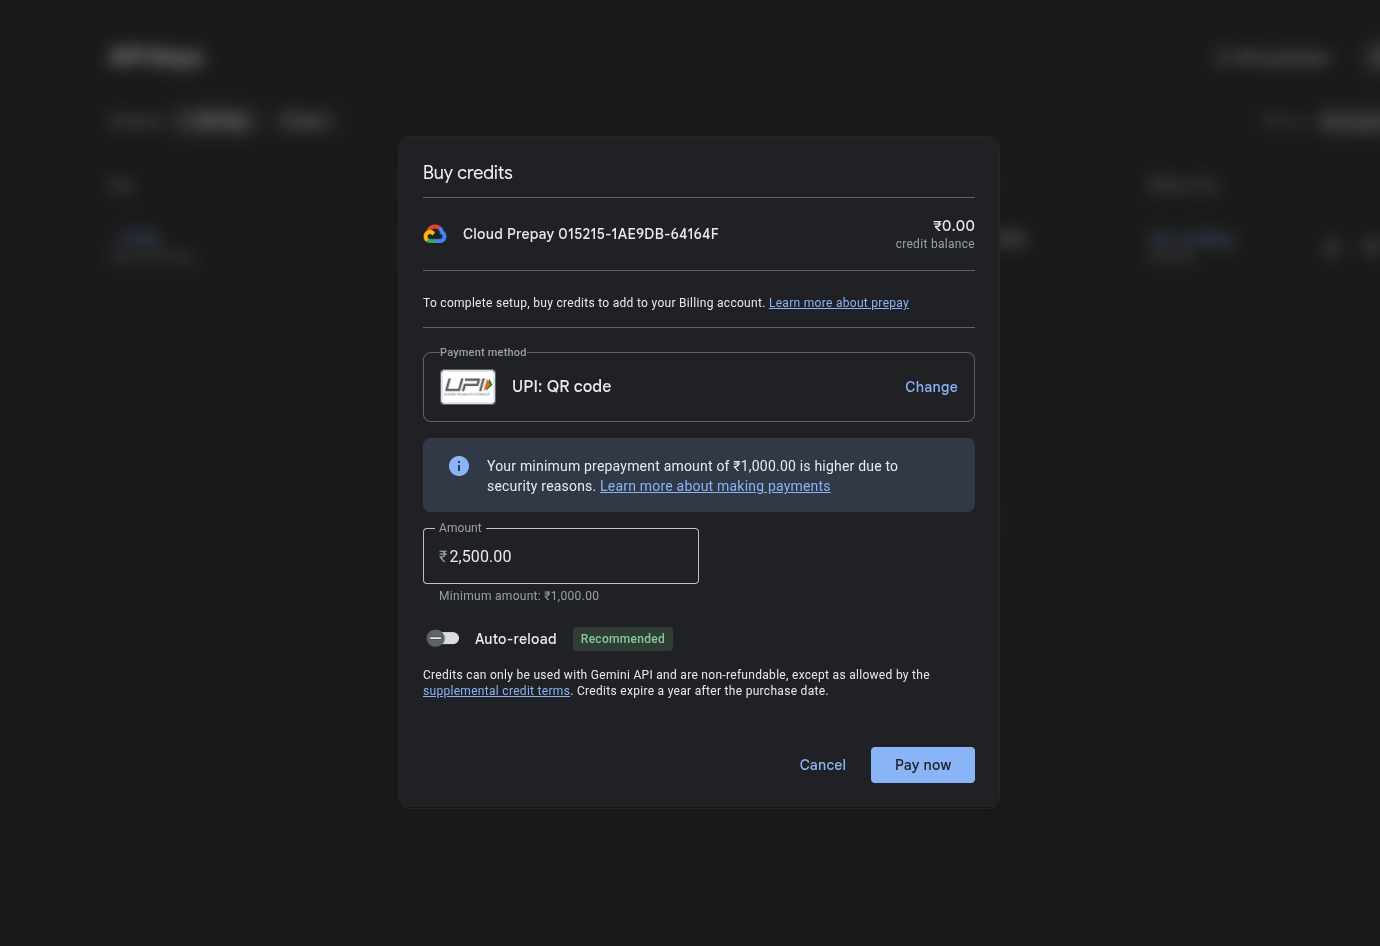 API Keys
Buy credits
Cloud Prepay 015215-1AE9DB-64164F
₹0.00
credit balance
To complete setup, buy credits to add to your Billing account. Learn more about prepay
Payment method
UPI
UPI: QR code
Change
Your minimum prepayment amount of ₹1,000.00 is higher due to
security reasons. Learn more about making payments
Amount
₹2,500.00
Minimum amount: ₹1,000.00
Auto-reload
Recommended
Credits can only be used with Gemini API and are non-refundable, except as allowed by the
supplemental credit terms. Credits expire a year after the purchase date.
Cancel
Pay now